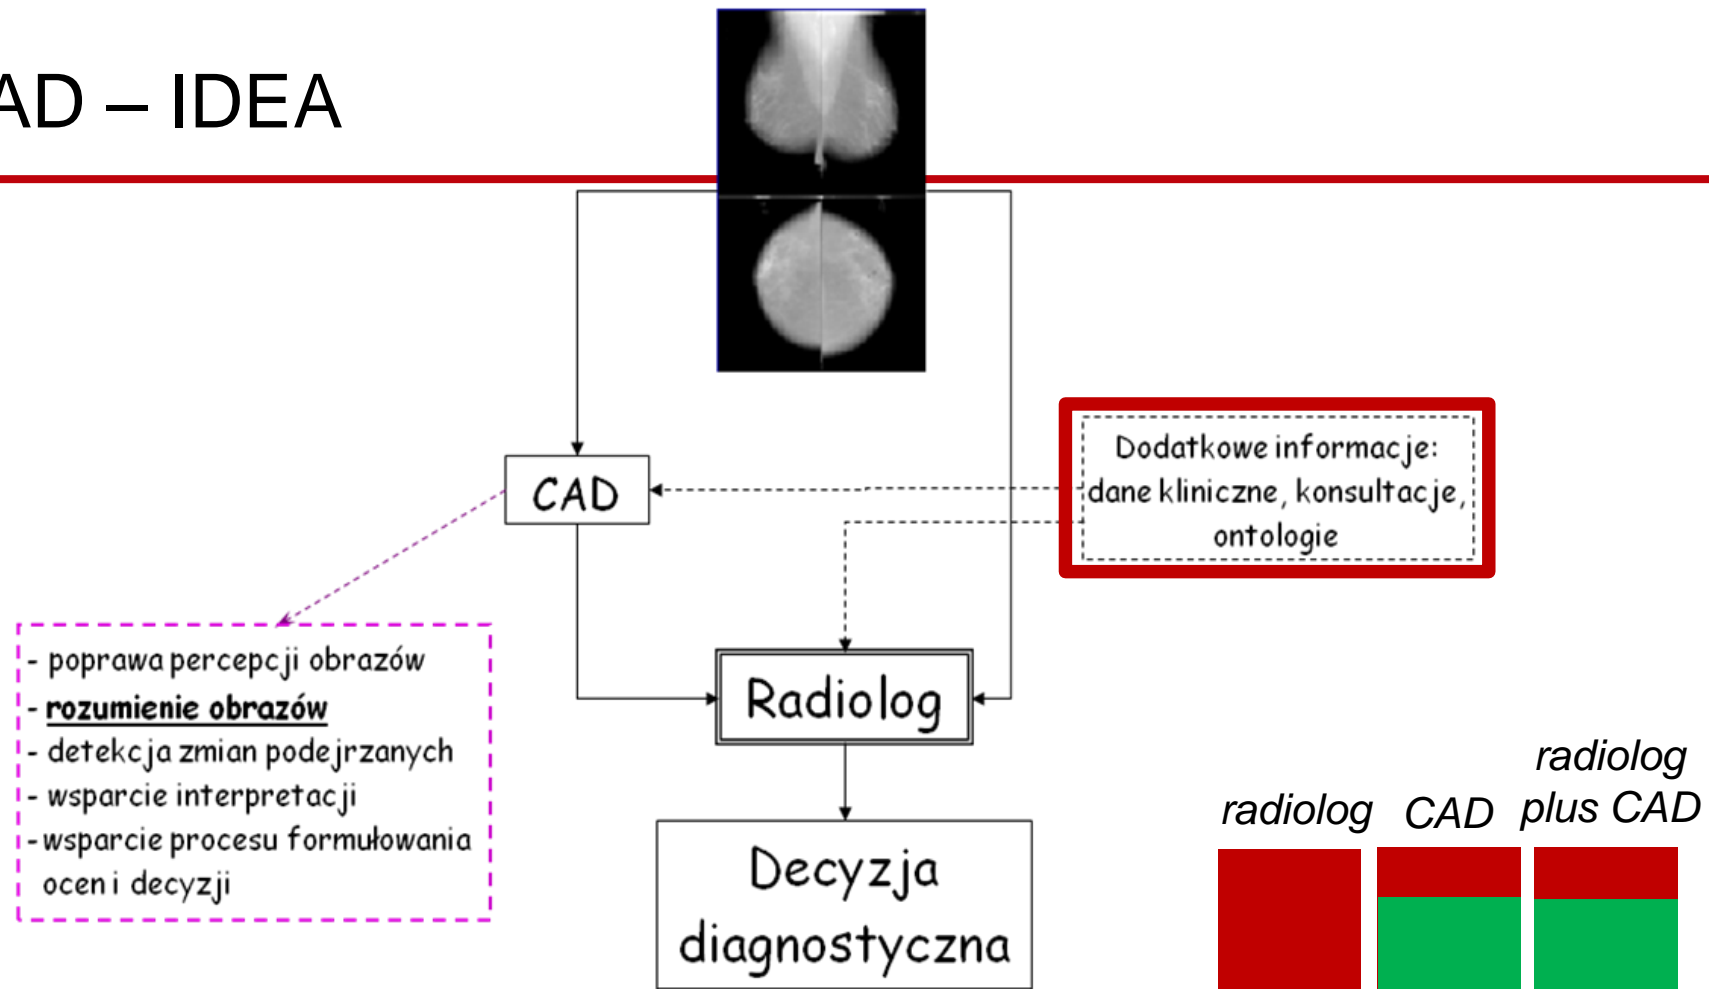 AD – IDEA
CAD
Dodatkowe informacje:
dane kliniczne, konsultacje,
ontologie
- poprawa percepcji obrazów
- rozumienie obrazów
- detekcja zmian podejrzanych
- wsparcie interpretacji
- wsparcie procesu formułowania
ocen i decyzji
Radiolog
Decyzja
diagnostyczna
radiolog
CAD
radiolog
plus CAD